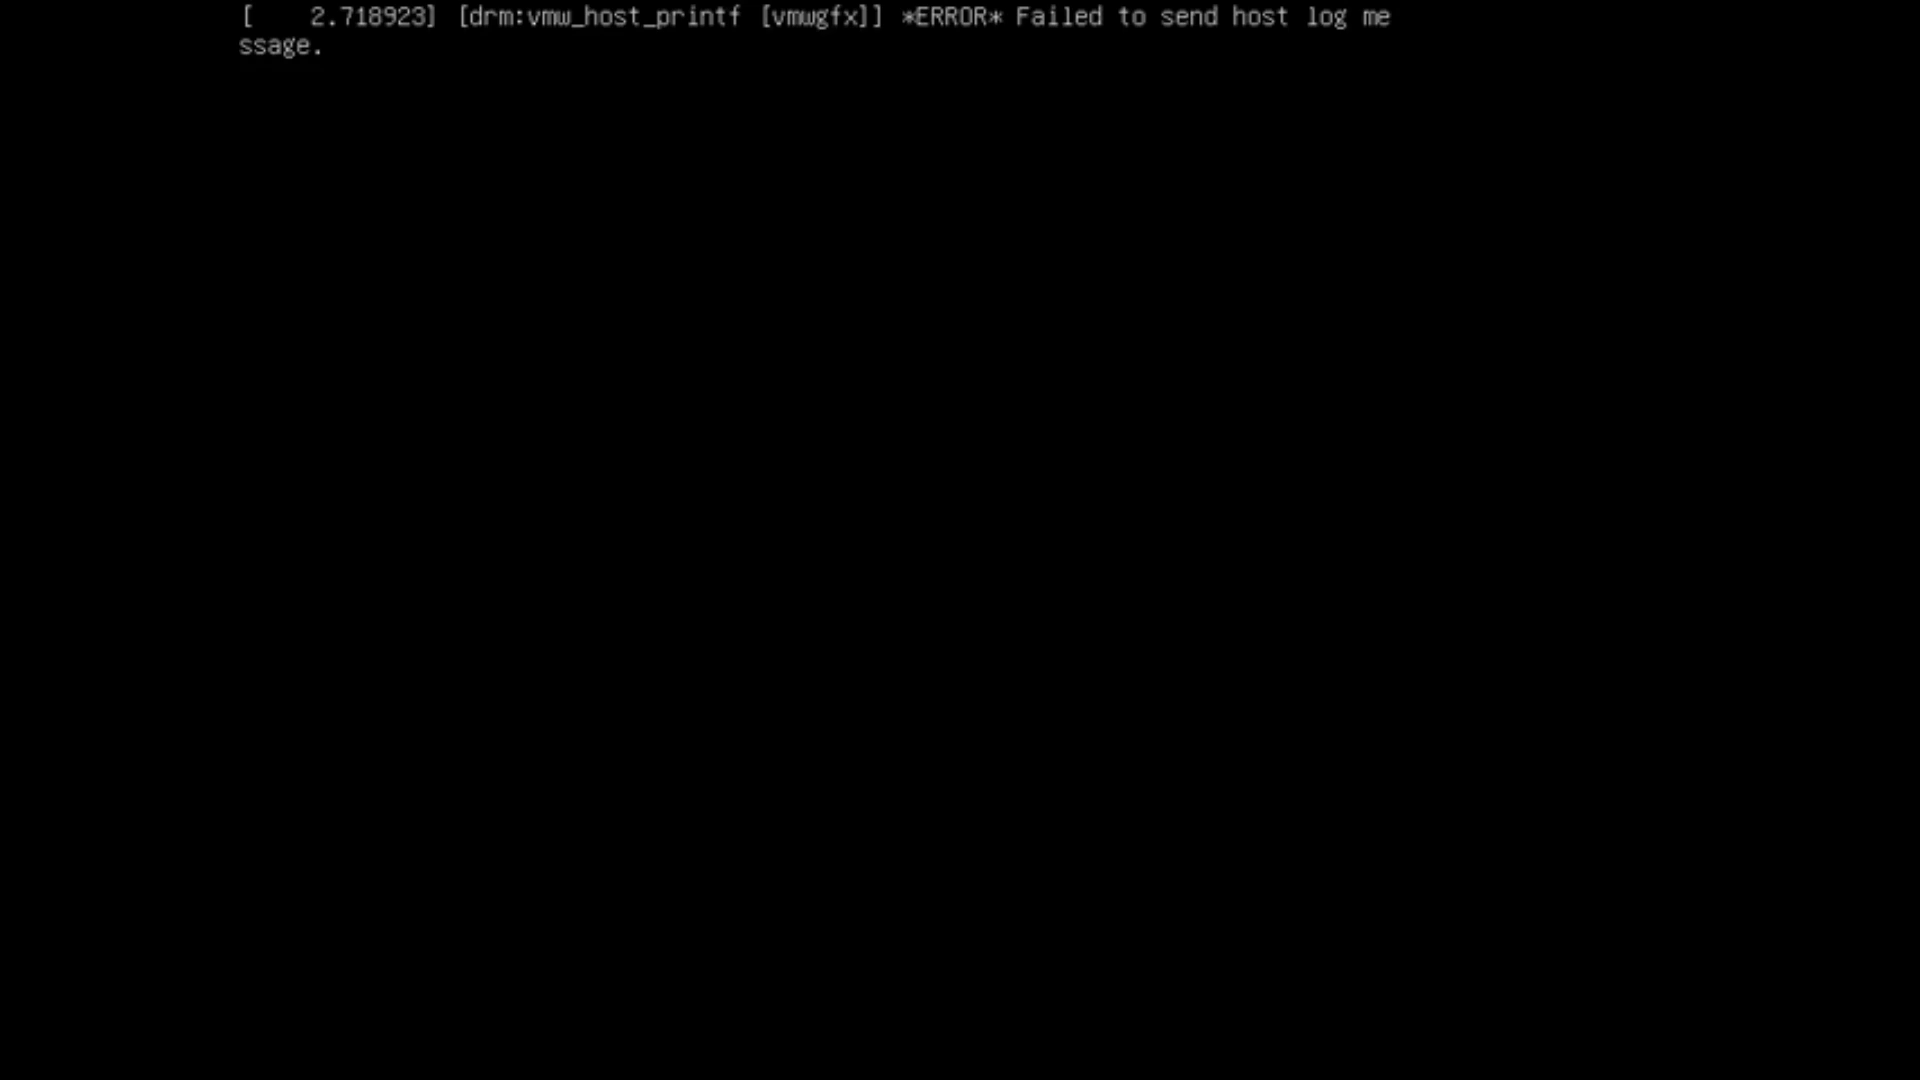 [    2.718923] [drm:vmw_host_printf [vmwgfx]] *ERROR* Failed to send host log me
ssage.